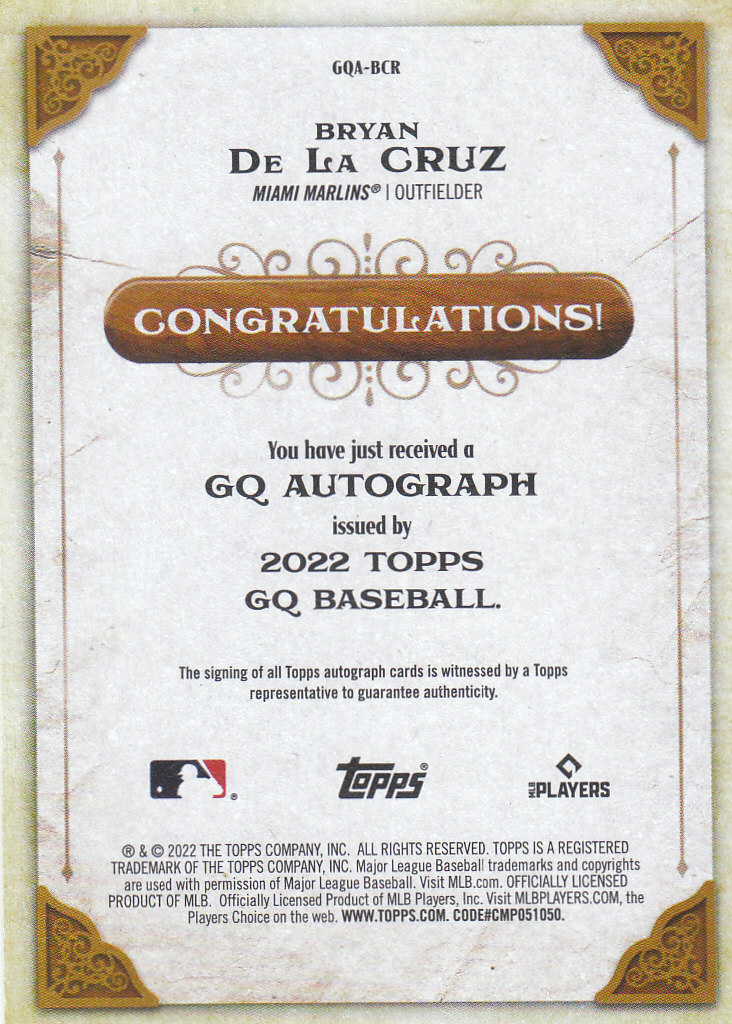 GQA-BCR
BRYAN
DE LA CRUZ
MIAMI MARLINS® | OUTFIELDER
CONGRATULATIONS!
You have just received a
GQ AUTOGRAPH
issued by
2022 TOPPS
GQ BASEBALL.
The signing of all Topps autograph cards is witnessed by a Topps
representative to guarantee authenticity.
®
Topps®
MLB PLAYERS
® & © 2022 THE TOPPS COMPANY, INC. ALL RIGHTS RESERVED. TOPPS IS A REGISTERED
TRADEMARK OF THE TOPPS COMPANY, INC. Major League Baseball trademarks and copyrights
are used with permission of Major League Baseball. Visit MLB.com. OFFICIALLY LICENSED
PRODUCT OF MLB. Officially Licensed Product of MLB Players, Inc. Visit MLBPLAYERS.COM, the
Players Choice on the web. WWW.TOPPS.COM. CODE#CMP051050.